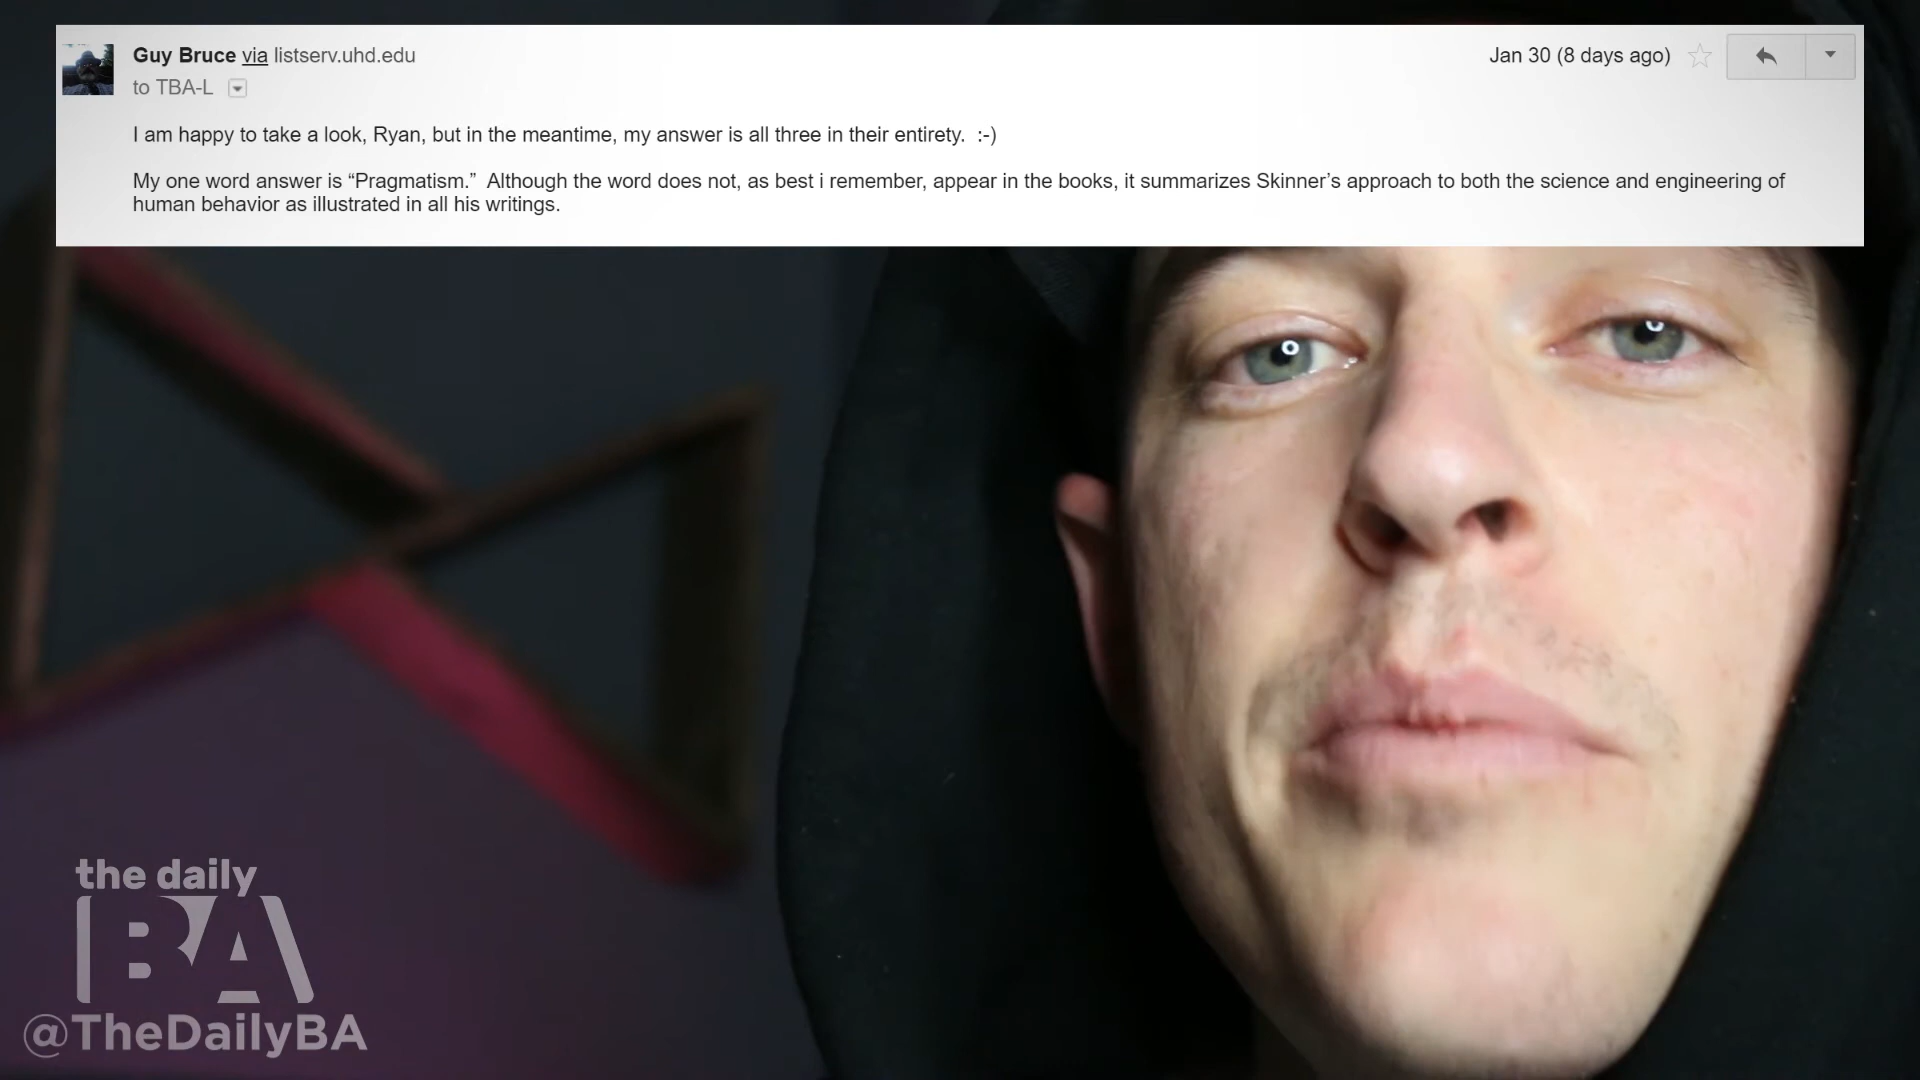 Guy Bruce via listserv.uhd.edu
Jan 30 (8 days ago)
to TBA-L
I am happy to take a look, Ryan, but in the meantime, my answer is all three in their entirety. :-)
My one word answer is “Pragmatism.” Although the word does not, as best i remember, appear in the books, it summarizes Skinner’s approach to both the science and engineering of
human behavior as illustrated in all his writings.
the daily
BA
@TheDailyBA